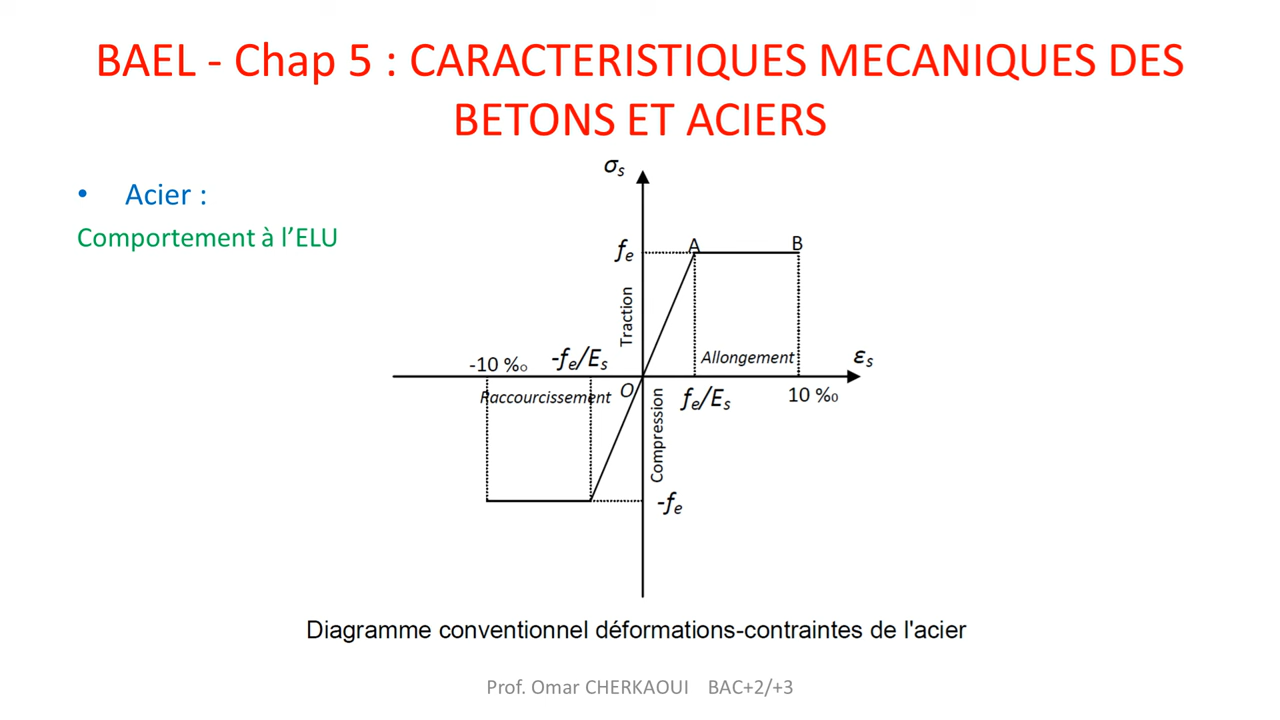 BAEL - Chap 5 : CARACTERISTIQUES MECANIQUES DES
BETONS ET ACIERS
• Acier :
Comportement à l’ELU
σs
fe
A
B
Traction
-10 ‰
-fe/Es
Allongement
εs
Raccourcissement
O
Compression
fe/Es
10 ‰
-fe
Diagramme conventionnel déformations-contraintes de l'acier
Prof. Omar CHERKAOUI BAC+2/+3